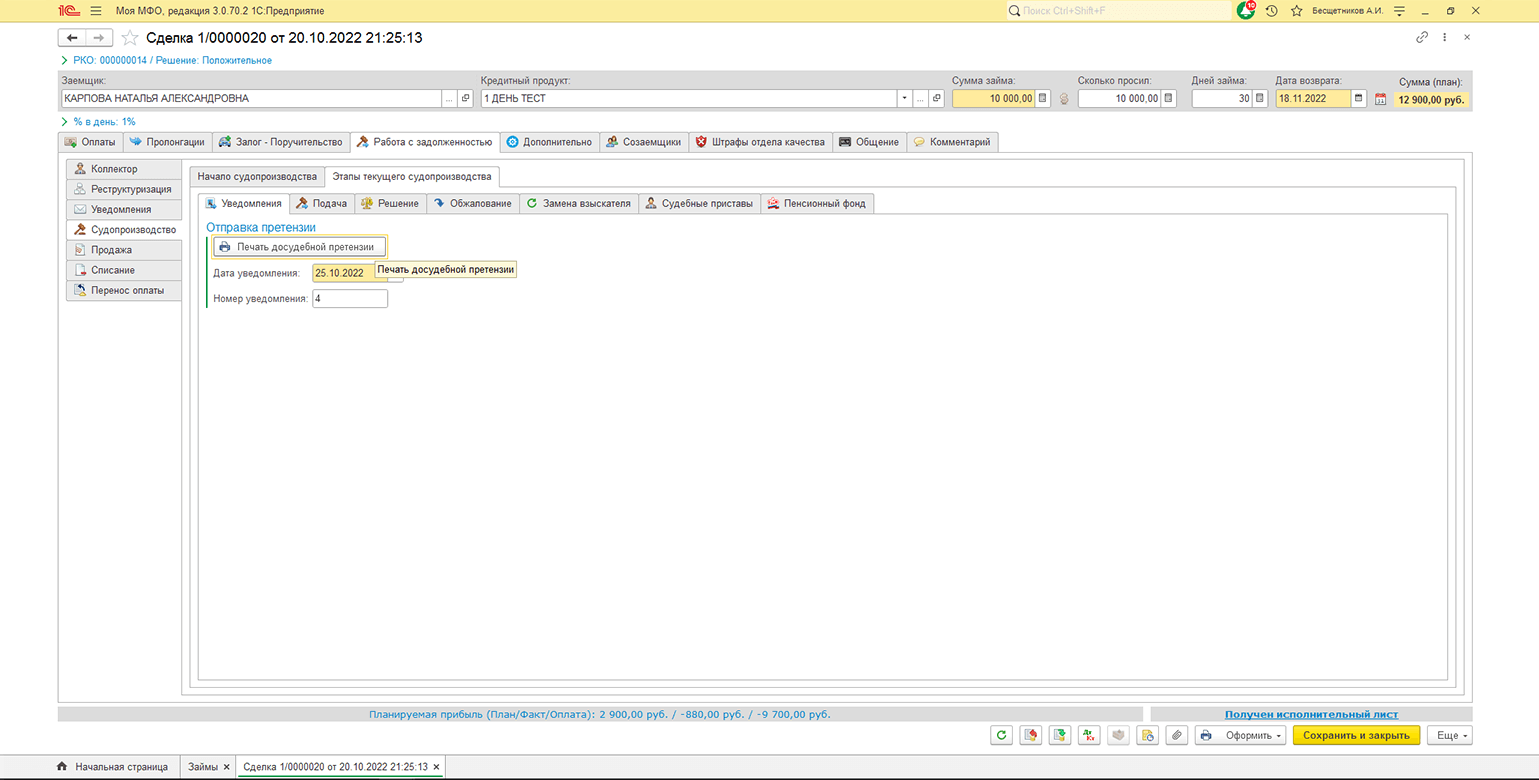 1С Моя МФО, редакция 3.0.70.2 1С:Предприятие Поиск Ctrl+Shift+F 10 Бесщетников А.И.
Сделка 1/0000020 от 20.10.2022 21:25:13
РКО: 000000014 / Решение: Положительное
Заемщик: Кредитный продукт: Сумма займа: Сколько просил: Дней займа: Дата возврата: Сумма (план):
КАРПОВА НАТАЛЬЯ АЛЕКСАНДРОВНА ... 1 ДЕНЬ ТЕСТ ... 10 000,00 10 000,00 30 18.11.2022 12 900,00 руб.
% в день: 1%
Оплаты Пролонгации Залог - Поручительство Работа с задолженностью Дополнительно Созаемщики Штрафы отдела качества Общение Комментарий
Коллектор
Реструктуризация
Уведомления
Судопроизводство
Продажа
Списание
Перенос оплаты
Начало судопроизводства Этапы текущего судопроизводства
Уведомления Подача Решение Обжалование Замена взыскателя Судебные приставы Пенсионный фонд
Отправка претензии
Печать досудебной претензии
Дата уведомления: 25.10.2022 Печать досудебной претензии
Номер уведомления: 4
Планируемая прибыль (План/Факт/Оплата): 2 900,00 руб. / -880,00 руб. / -9 700,00 руб. Получен исполнительный лист
Дт Кт Оформить Сохранить и закрыть Еще
Начальная страница Займы Сделка 1/0000020 от 20.10.2022 21:25:13